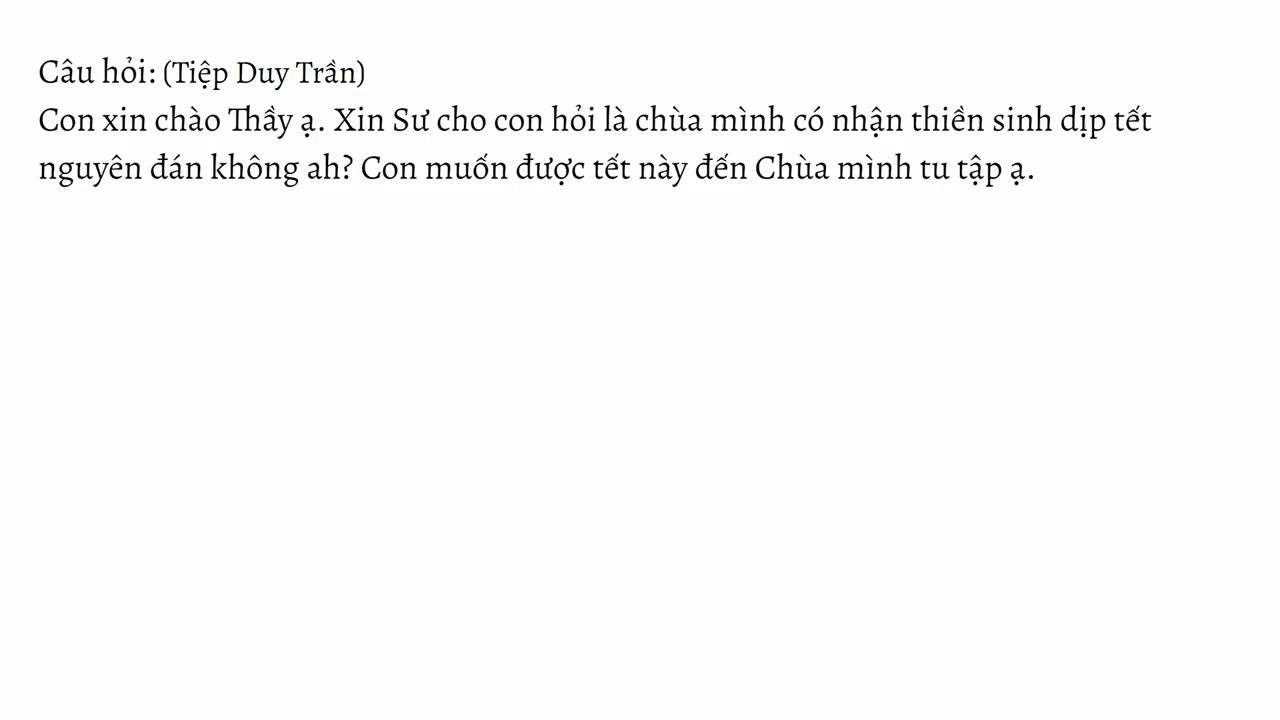 Câu hỏi: (Tiệp Duy Trần)
Con xin chào Thầy ạ. Xin Sư cho con hỏi là chùa mình có nhận thiền sinh dịp tết
nguyên đán không ah? Con muốn được tết này đến Chùa mình tu tập ạ.